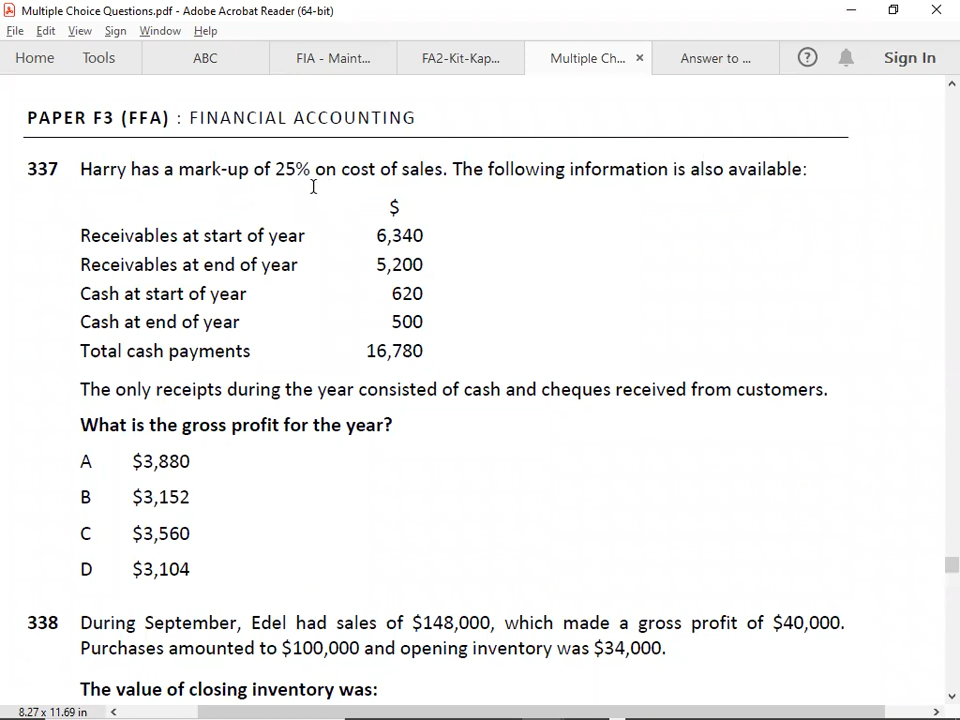 Multiple Choice Questions.pdf - Adobe Acrobat Reader (64-bit)
File Edit View Sign Window Help
Home Tools ABC FIA - Maint... FA2-Kit-Kap... Multiple Ch... × Answer to ... Sign In
PAPER F3 (FFA) : FINANCIAL ACCOUNTING
337 Harry has a mark-up of 25% on cost of sales. The following information is also available:
$
Receivables at start of year 6,340
Receivables at end of year 5,200
Cash at start of year 620
Cash at end of year 500
Total cash payments 16,780
The only receipts during the year consisted of cash and cheques received from customers.
What is the gross profit for the year?
A $3,880
B $3,152
C $3,560
D $3,104
338 During September, Edel had sales of $148,000, which made a gross profit of $40,000.
Purchases amounted to $100,000 and opening inventory was $34,000.
The value of closing inventory was:
8.27 x 11.69 in